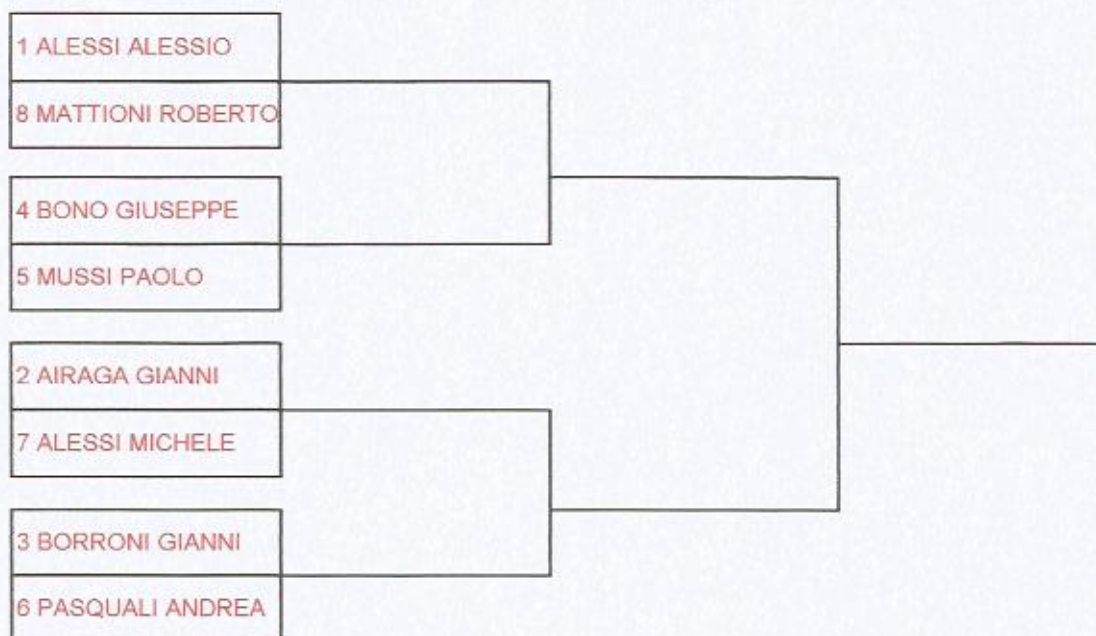 1 ALESSI ALESSIO
8 MATTIONI ROBERTO
4 BONO GIUSEPPE
5 MUSSI PAOLO
2 AIRAGA GIANNI
7 ALESSI MICHELE
3 BORRONI GIANNI
6 PASQUALI ANDREA